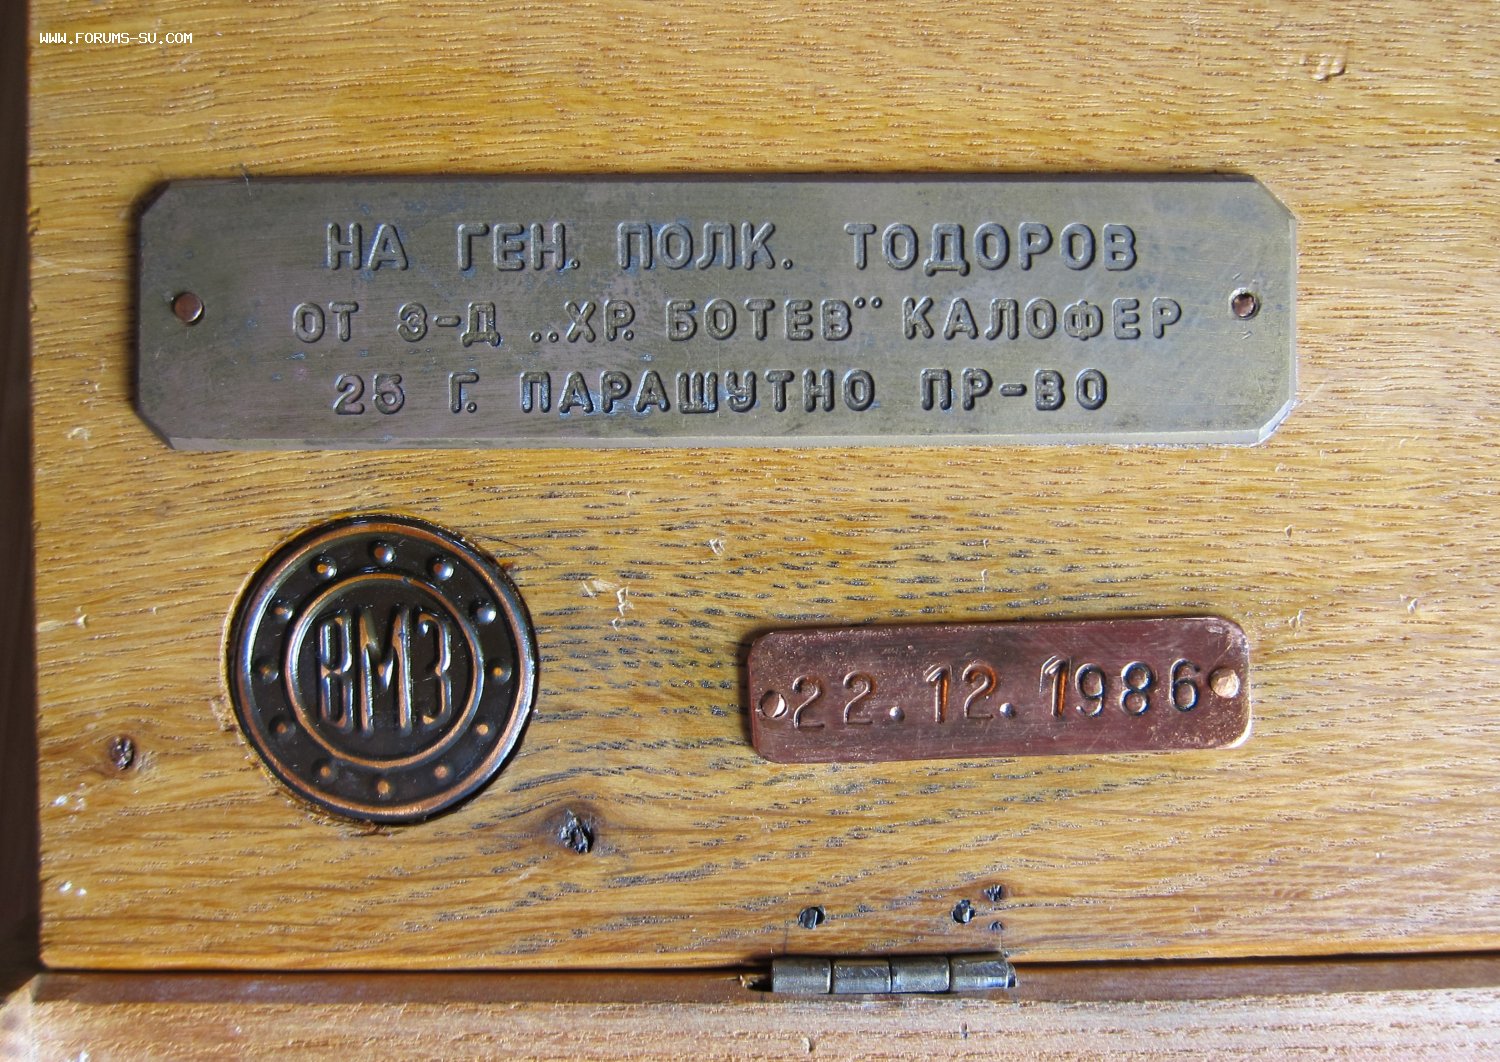 WWW.FORUMS-SU.COM
НА ГЕН. ПОЛК. ТОДОРОВ
ОТ З-Д „ХР. БОТЕВ" КАЛОФЕР
25 Г. ПАРАШУТНО ПР-ВО
ВМЗ
22.12.1986